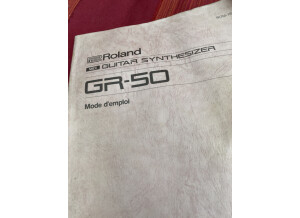 Roland
GUITAR SYNTHESIZER
GR-50
Mode d'emploi